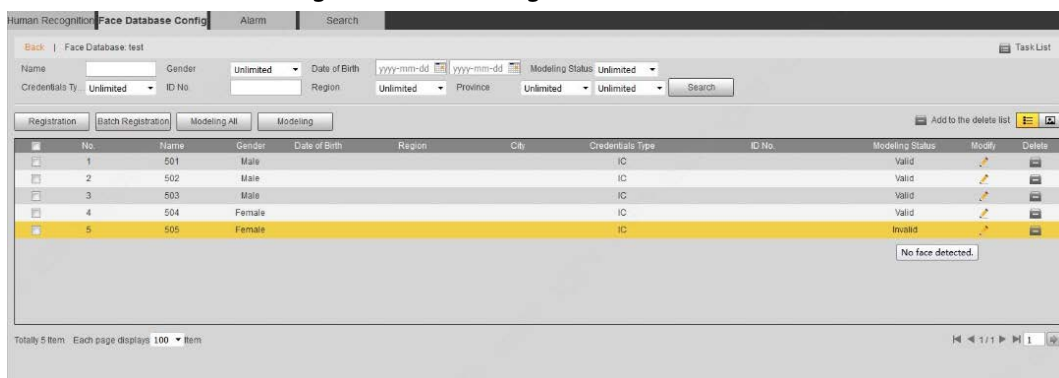 Human Recognition Face Database Config Alarm Search
Back | Face Database: test Task List
Name Gender Unlimited Date of Birth yyyy-mm-dd yyyy-mm-dd Modeling Status Unlimited
Credentials Ty... Unlimited ID No. Region Unlimited Province Unlimited Unlimited Search
Registration Batch Registration Modeling All Modeling Add to the delete list
No. Name Gender Date of Birth Region City Credentials Type ID No. Modeling Status Modify Delete
1 501 Male IC Valid
2 502 Male IC Valid
3 503 Male IC Valid
4 504 Female IC Valid
5 505 Female IC Invalid
No face detected.
Totally 5 Item Each page displays 100 Item 1/1 1